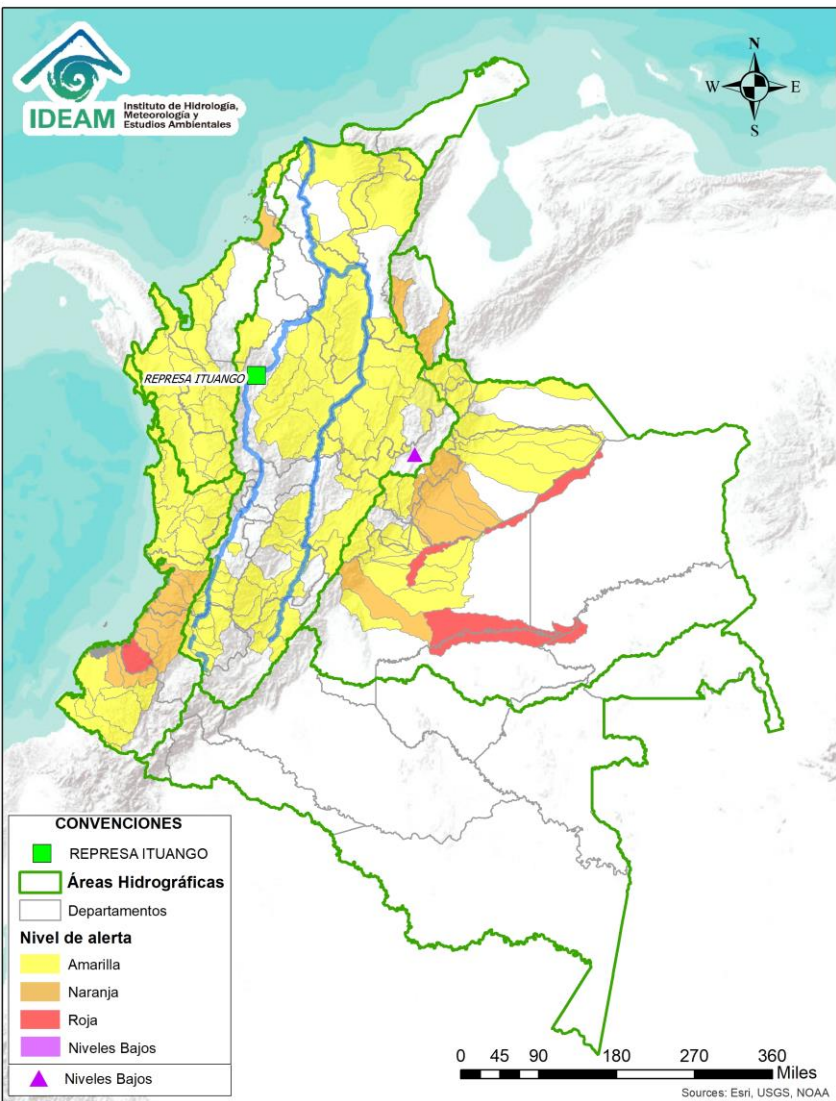 IDEAM
Instituto de Hidrología,
Meteorología y
Estudios Ambientales
N
W
E
S
REPRESA ITUANGO
CONVENCIONES
REPRESA ITUANGO
Áreas Hidrográficas
Departamentos
Nivel de alerta
Amarilla
Naranja
Roja
Niveles Bajos
Niveles Bajos
0 45 90 180 270 360
Miles
Sources: Esri, USGS, NOAA